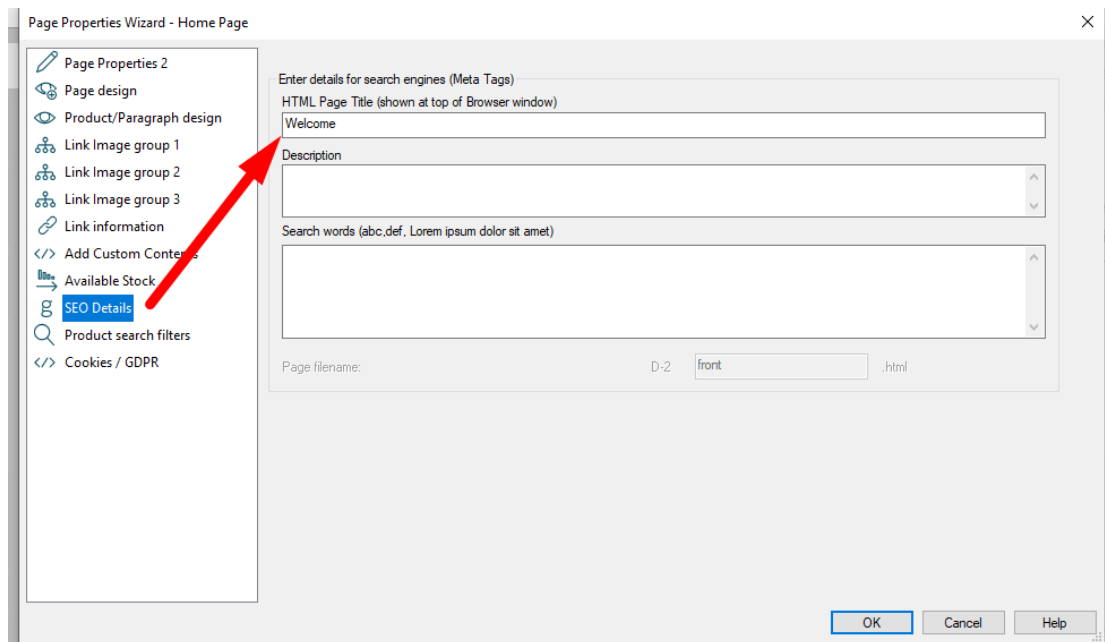 Page Properties Wizard - Home Page
Page Properties 2
Page design
Product/Paragraph design
Link Image group 1
Link Image group 2
Link Image group 3
Link information
Add Custom Contents
Available Stock
SEO Details
Product search filters
Cookies / GDPR
Enter details for search engines (Meta Tags)
HTML Page Title (shown at top of Browser window)
Welcome
Description
Search words (abc,def, Lorem ipsum dolor sit amet)
Page filename: D-2 front .html
OK Cancel Help